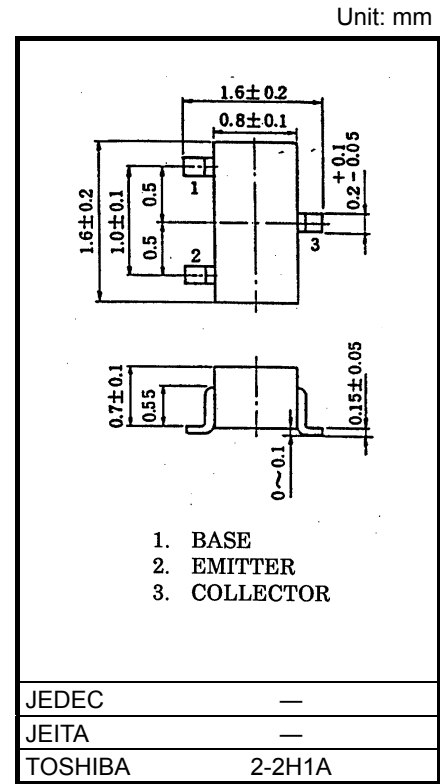 Unit: mm
1.6±0.2
0.8±0.1
+0.1
0.2-0.05
1.6±0.2
1.0±0.1
0.5
0.5
1
2
3
0.7±0.1
0.55
0.15±0.05
0~0.1
1. BASE
2. EMITTER
3. COLLECTOR
JEDEC —
JEITA —
TOSHIBA 2-2H1A